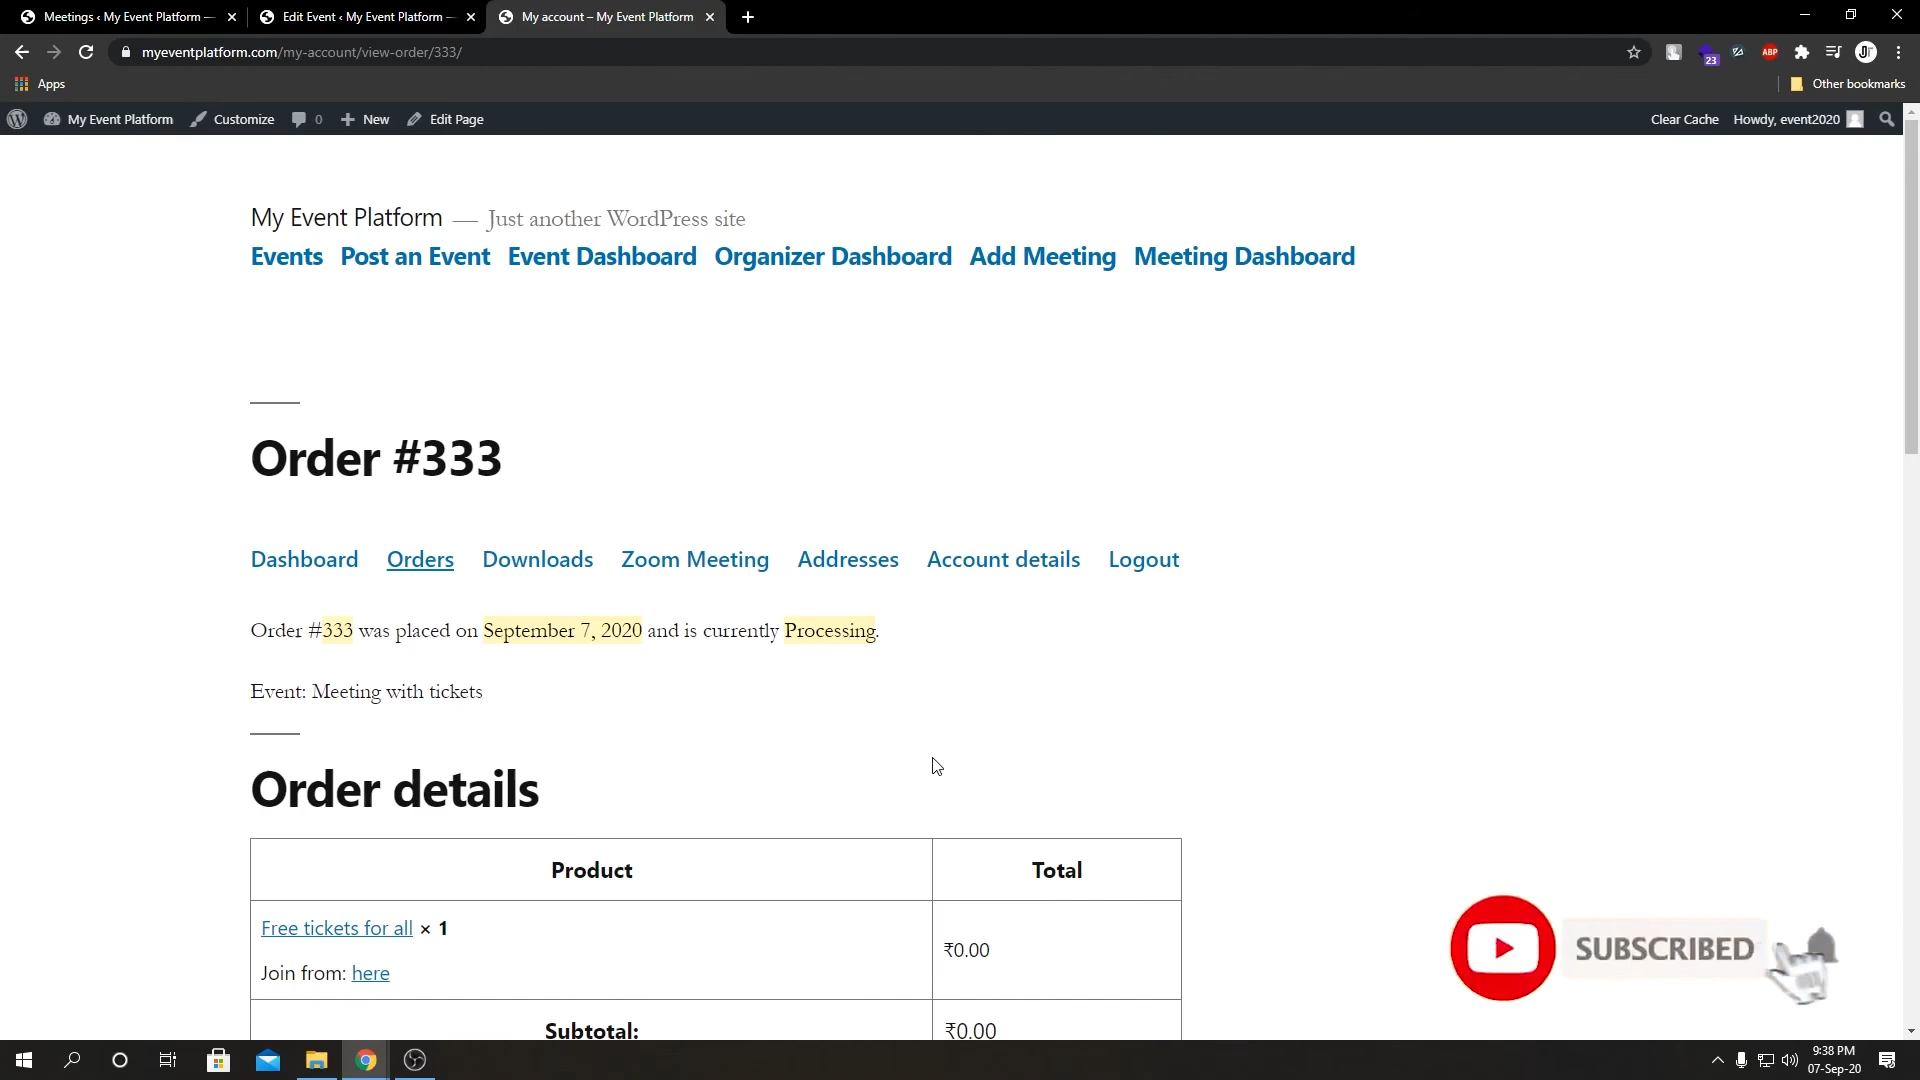 Meetings ‹ My Event Platform —
Edit Event ‹ My Event Platform —
My account – My Event Platform
myeventplatform.com/my-account/view-order/333/
23
ABP
Apps
Other bookmarks
My Event Platform
Customize
0
New
Edit Page
Clear Cache
Howdy, event2020
My Event Platform — Just another WordPress site
Events Post an Event Event Dashboard Organizer Dashboard Add Meeting Meeting Dashboard
Order #333
Dashboard Orders Downloads Zoom Meeting Addresses Account details Logout
Order #333 was placed on September 7, 2020 and is currently Processing.
Event: Meeting with tickets
Order details
Product Total
Free tickets for all × 1
₹0.00
Join from: here
SUBSCRIBED
Subtotal: ₹0.00
9:38 PM
07-Sep-20